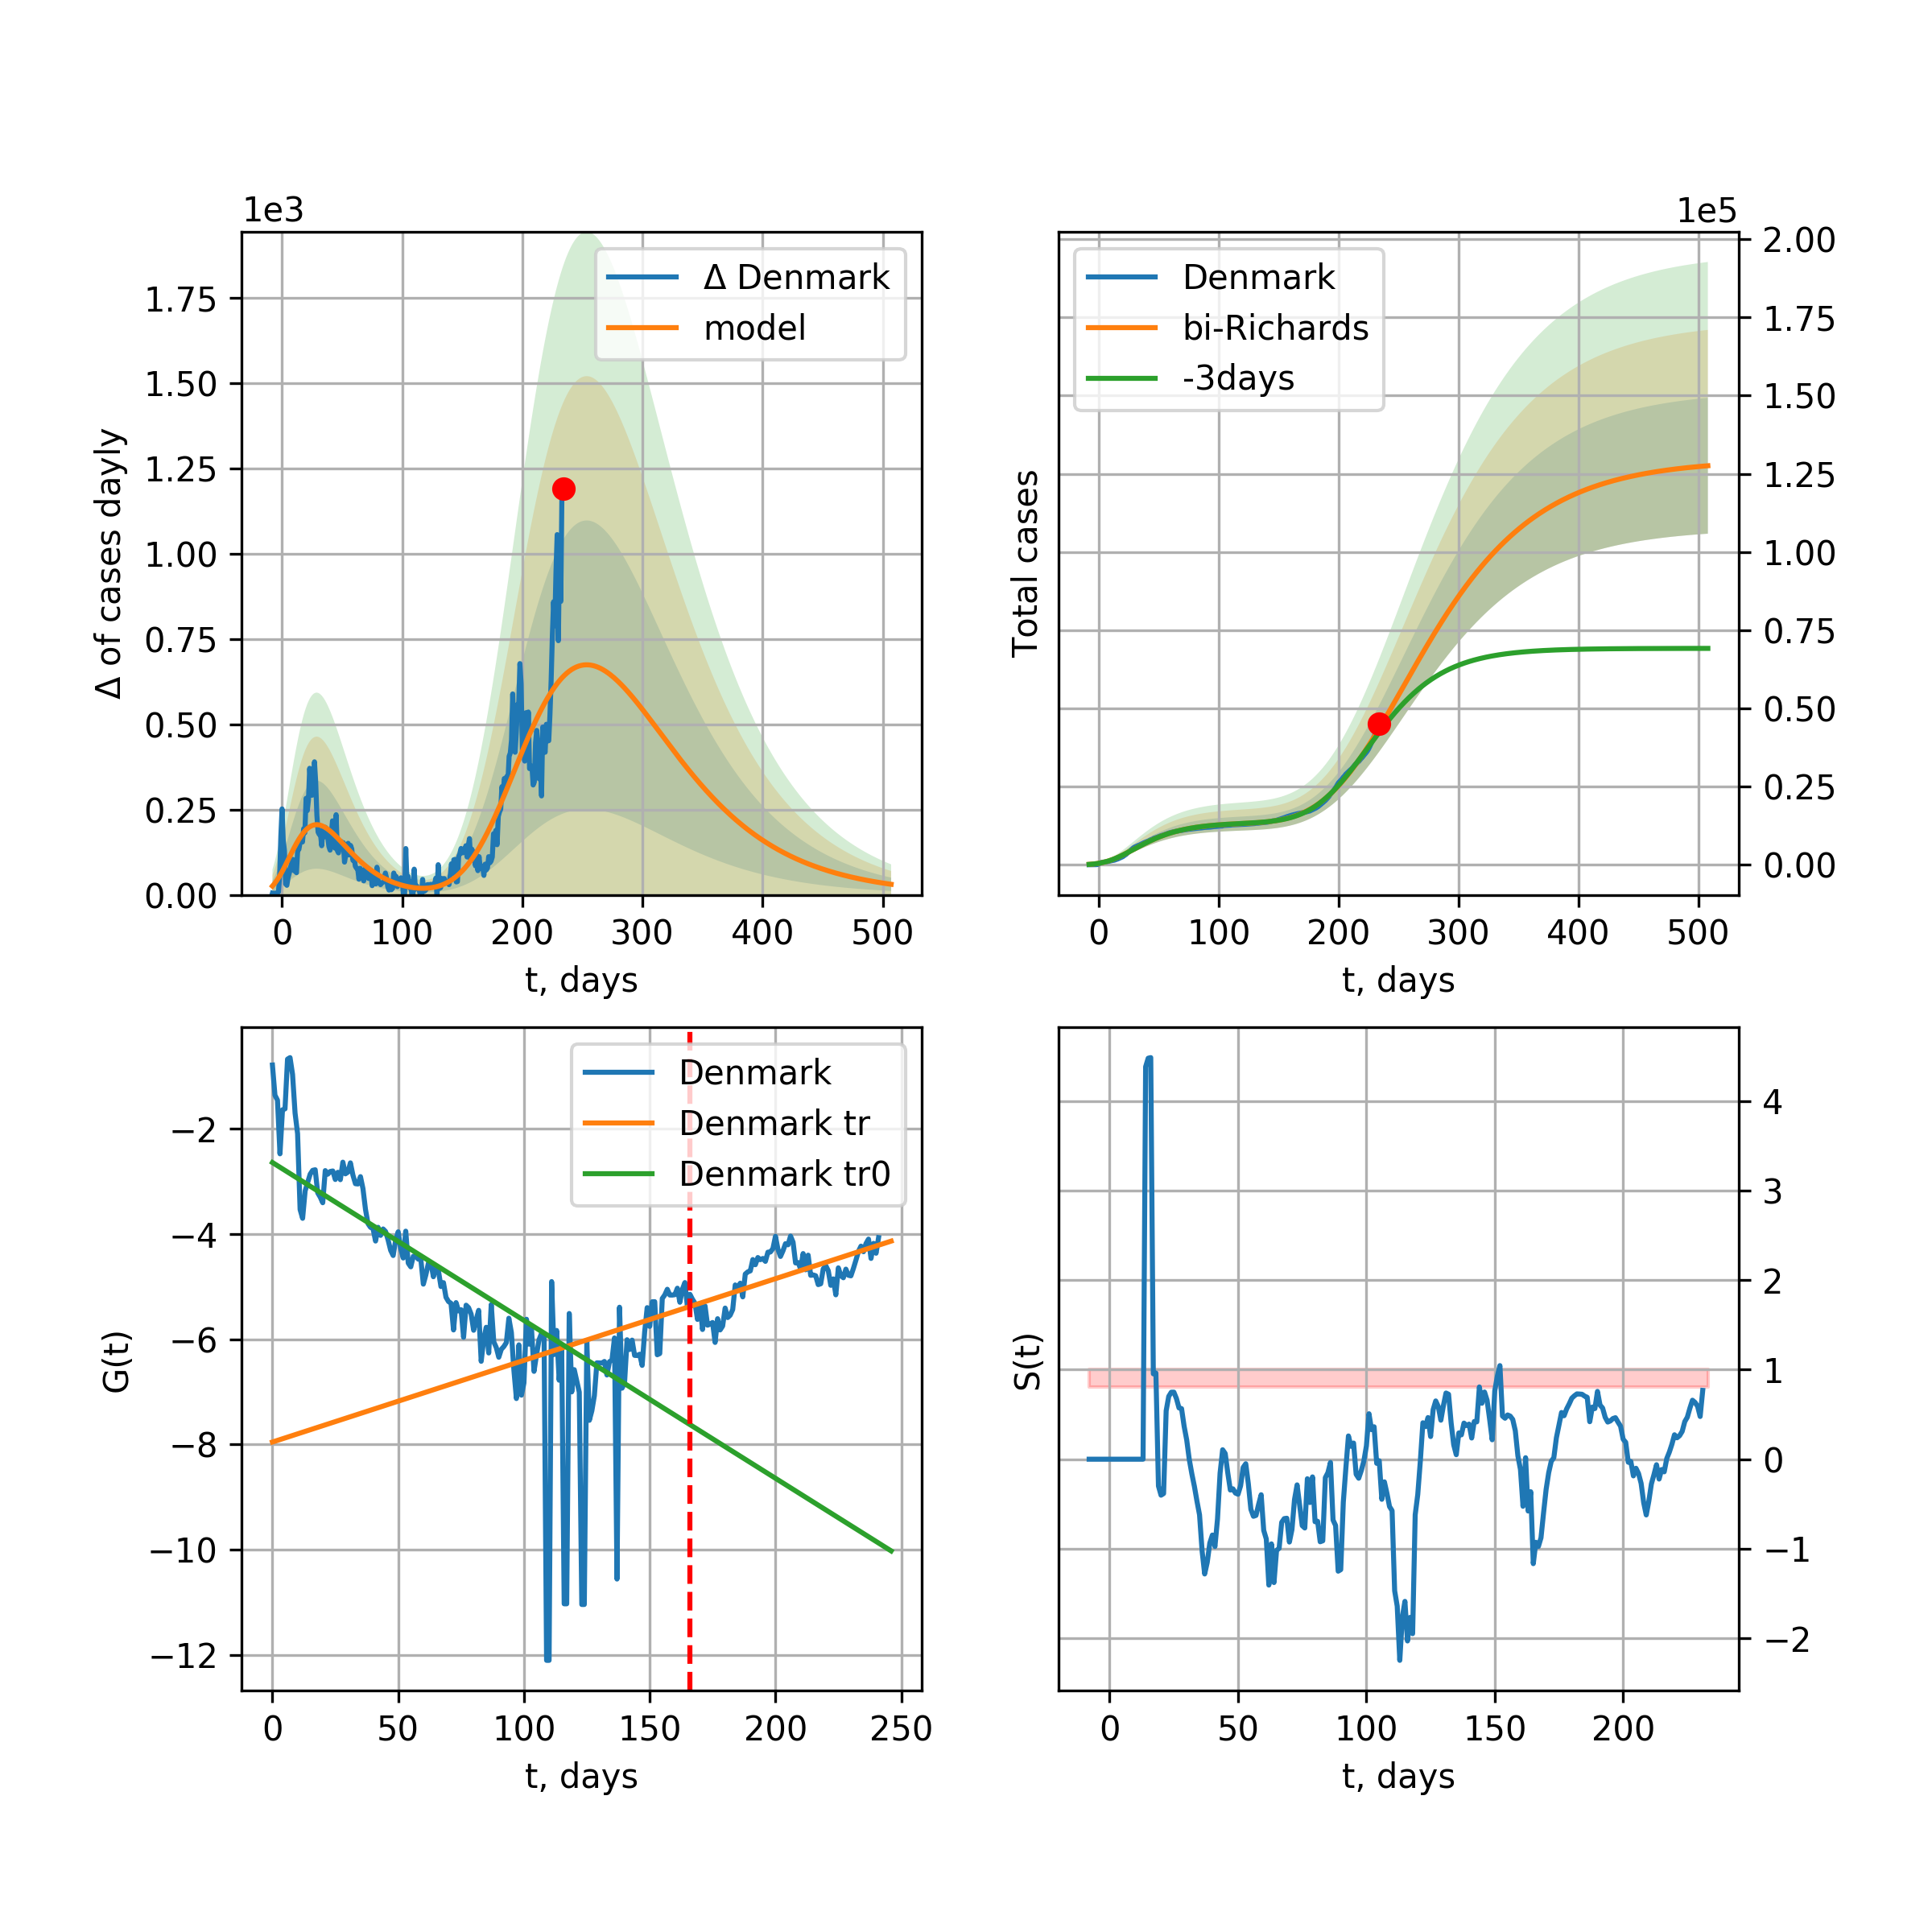 1e3
Δ of cases dayly
1.75
1.50
1.25
1.00
0.75
0.50
0.25
0.00
Δ Denmark
model
0 100 200 300 400 500
t, days
1e5
Total cases
Denmark
bi-Richards
-3days
2.00
1.75
1.50
1.25
1.00
0.75
0.50
0.25
0.00
0 100 200 300 400 500
t, days
G(t)
−2
−4
−6
−8
−10
−12
Denmark
Denmark tr
Denmark tr0
0 50 100 150 200 250
t, days
S(t)
4
3
2
1
0
−1
−2
0 50 100 150 200
t, days